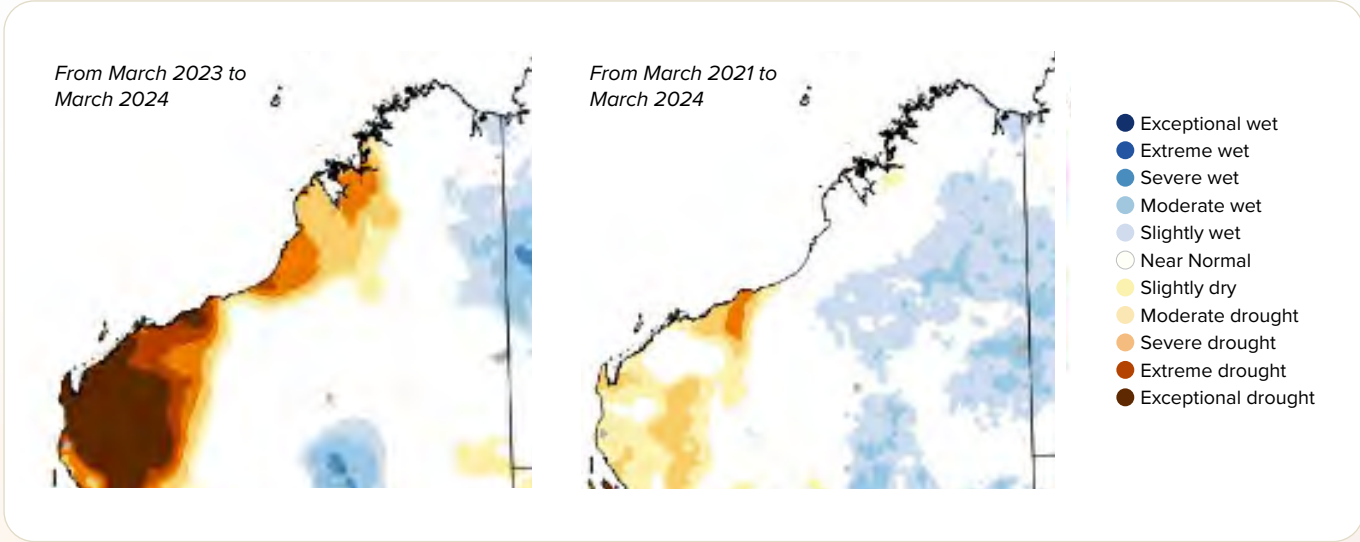 From March 2023 to
March 2024
From March 2021 to
March 2024
Exceptional wet
Extreme wet
Severe wet
Moderate wet
Slightly wet
Near Normal
Slightly dry
Moderate drought
Severe drought
Extreme drought
Exceptional drought